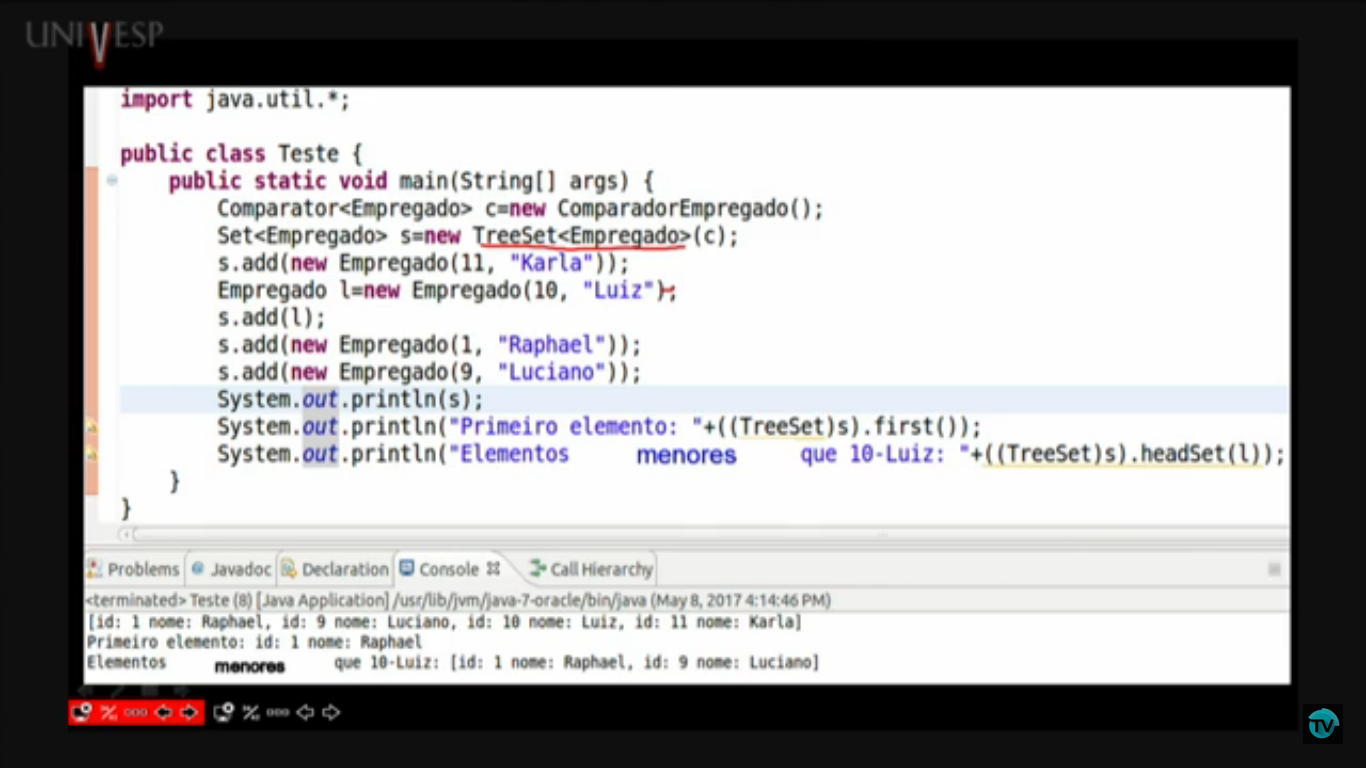 UNIVESP
import java.util.*;
public class Teste {
public static void main(String[] args) {
Comparator<Empregado> c=new ComparadorEmpregado();
Set<Empregado> s=new TreeSet<Empregado>(c);
s.add(new Empregado(11, "Karla"));
Empregado l=new Empregado(10, "Luiz");
s.add(l);
s.add(new Empregado(1, "Raphael"));
s.add(new Empregado(9, "Luciano"));
System.out.println(s);
System.out.println("Primeiro elemento: "+((TreeSet)s).first());
System.out.println("Elementos menores que 10-Luiz: "+((TreeSet)s).headSet(l));
}
}
Problems Javadoc Declaration Console Call Hierarchy
<terminated> Teste (8) [Java Application] /usr/lib/jvm/java-7-oracle/bin/java (May 8, 2017 4:14:46 PM)
[id: 1 nome: Raphael, id: 9 nome: Luciano, id: 10 nome: Luiz, id: 11 nome: Karla]
Primeiro elemento: id: 1 nome: Raphael
Elementos menores que 10-Luiz: [id: 1 nome: Raphael, id: 9 nome: Luciano]
TV